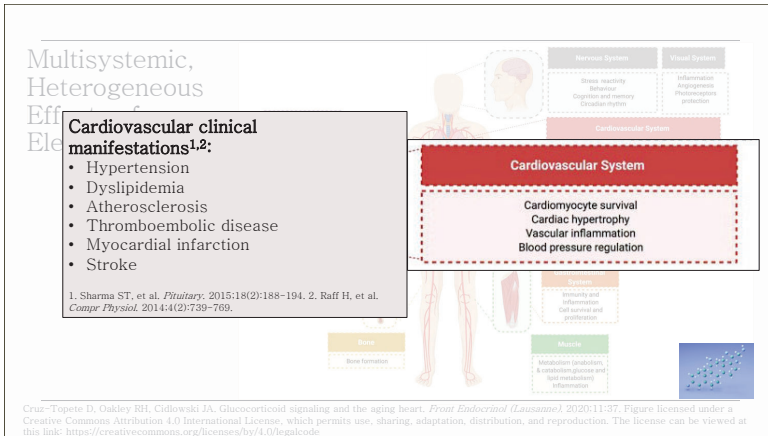 Multisystemic,
Heterogeneous
Eff
Ele
Cardiovascular clinical
manifestations1,2:
• Hypertension
• Dyslipidemia
• Atherosclerosis
• Thromboembolic disease
• Myocardial infarction
• Stroke
1. Sharma ST, et al. Pituitary. 2015;18(2):188-194. 2. Raff H, et al.
Compr Physiol. 2014;4(2):739-769.
Nervous System
Stress reactivity
Behaviour
Cognition and memory
Circadian rhythm
Visual System
Inflammation
Angiogenesis
Photoreceptors
protection
Cardiovascular System
Cardiovascular System
Cardiomyocyte survival
Cardiac hypertrophy
Vascular inflammation
Blood pressure regulation
System
Immunity and
inflammation
Cell survival and
proliferation
Bone
Bone formation
Muscle
Metabolism (anabolism,
& catabolism,glucose and
lipid metabolism)
Inflammation
Cruz-Topete D, Oakley RH, Cidlowski JA. Glucocorticoid signaling and the aging heart. Front Endocrinol (Lausanne). 2020;11:37. Figure licensed under a
Creative Commons Attribution 4.0 International License, which permits use, sharing, adaptation, distribution, and reproduction. The license can be viewed at
this link: https://creativecommons.org/licenses/by/4.0/legalcode